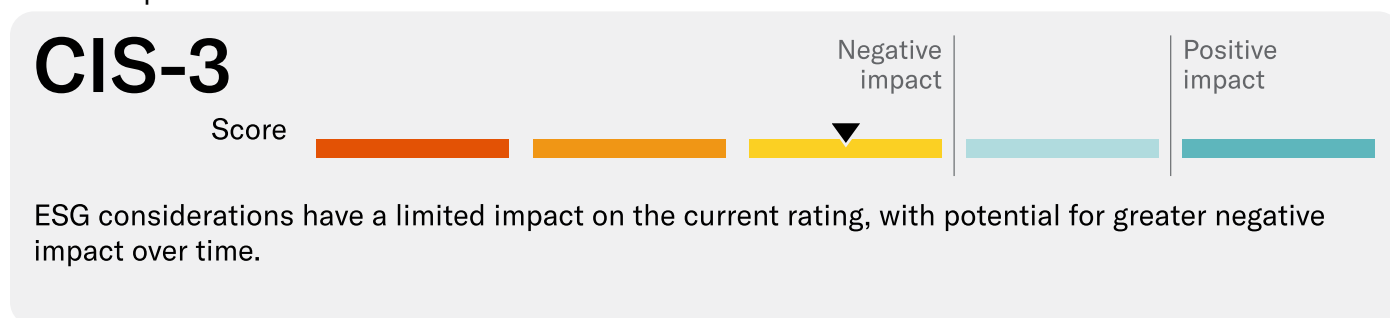 CIS-3
Negative
impact
Positive
impact
Score
ESG considerations have a limited impact on the current rating, with potential for greater negative
impact over time.